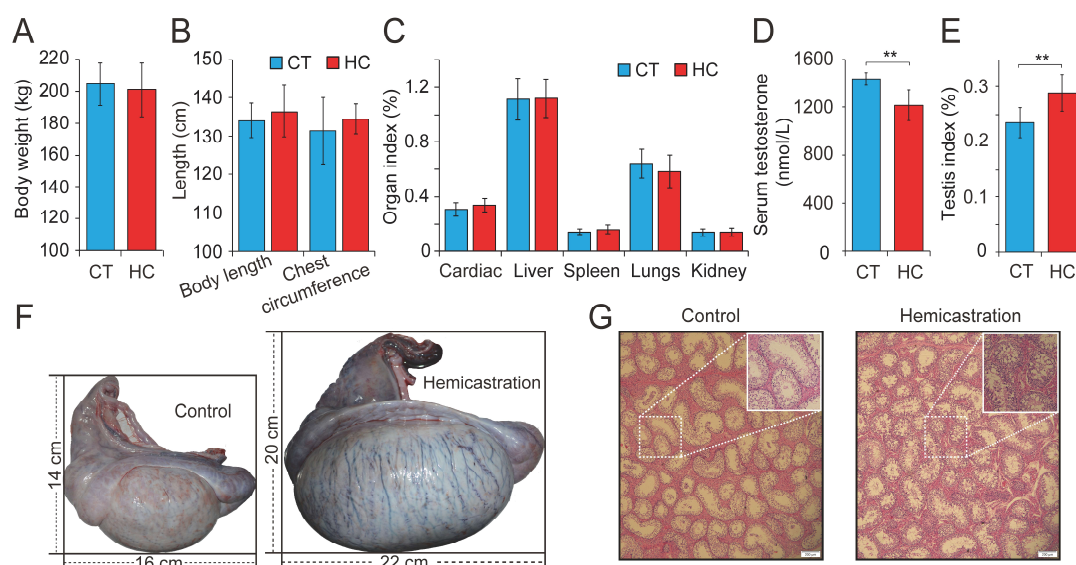 A
Body weight (kg)
220
200
180
160
140
120
100
CT HC
B
CT HC
Length (cm)
150
140
130
120
110
100
Body length
Chest
circumference
C
CT HC
Organ index (%)
1.2
0.8
0.4
0
Cardiac Liver Spleen Lungs Kidney
D
Serum testosterone
(nmol/L)
1600
1200
800
400
0
**
CT HC
E
Testis index (%)
0.3
0.2
0.1
0
**
CT HC
F
Control
14 cm
16 cm
Hemicastration
20 cm
22 cm
G
Control
Hemicastration